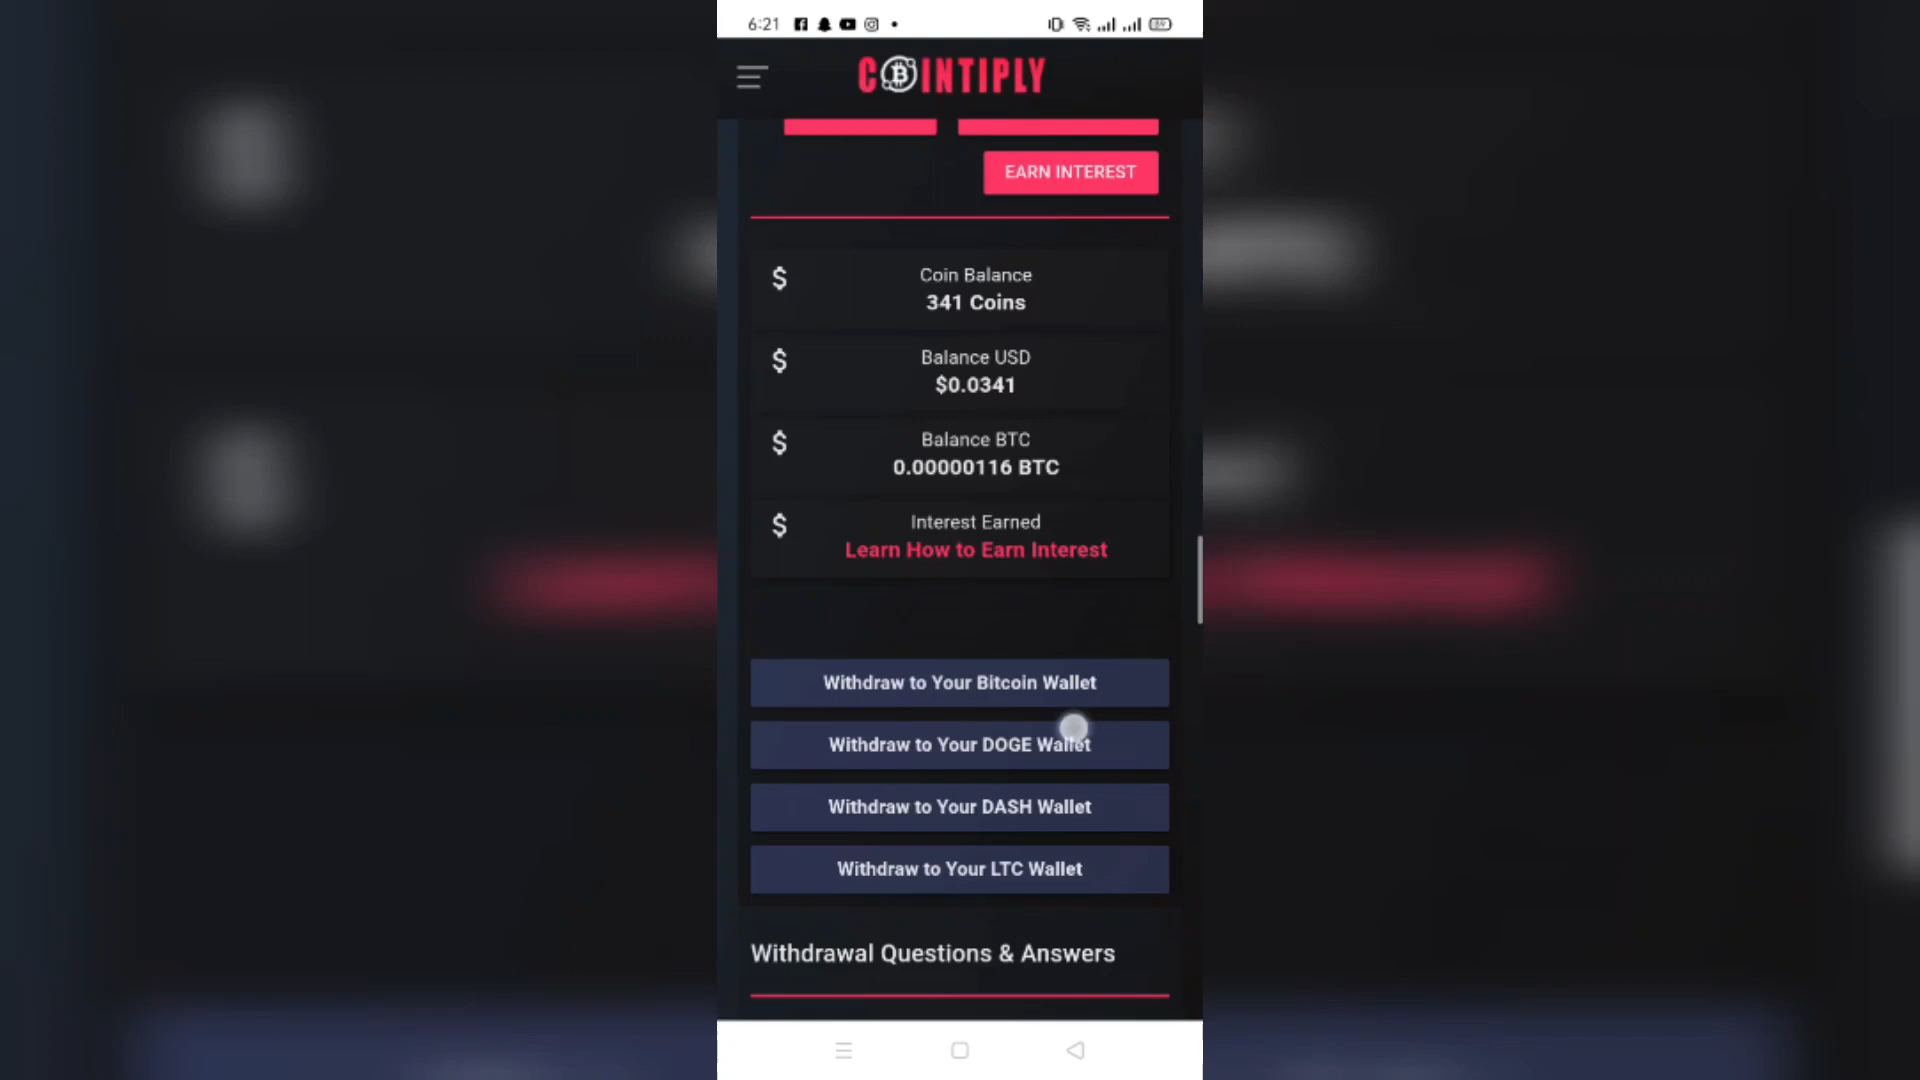 6:21
COINTIPLY
EARN INTEREST
$
Coin Balance
341 Coins
$
Balance USD
$0.0341
$
Balance BTC
0.00000116 BTC
$
Interest Earned
Learn How to Earn Interest
Withdraw to Your Bitcoin Wallet
Withdraw to Your DOGE Wallet
Withdraw to Your DASH Wallet
Withdraw to Your LTC Wallet
Withdrawal Questions & Answers